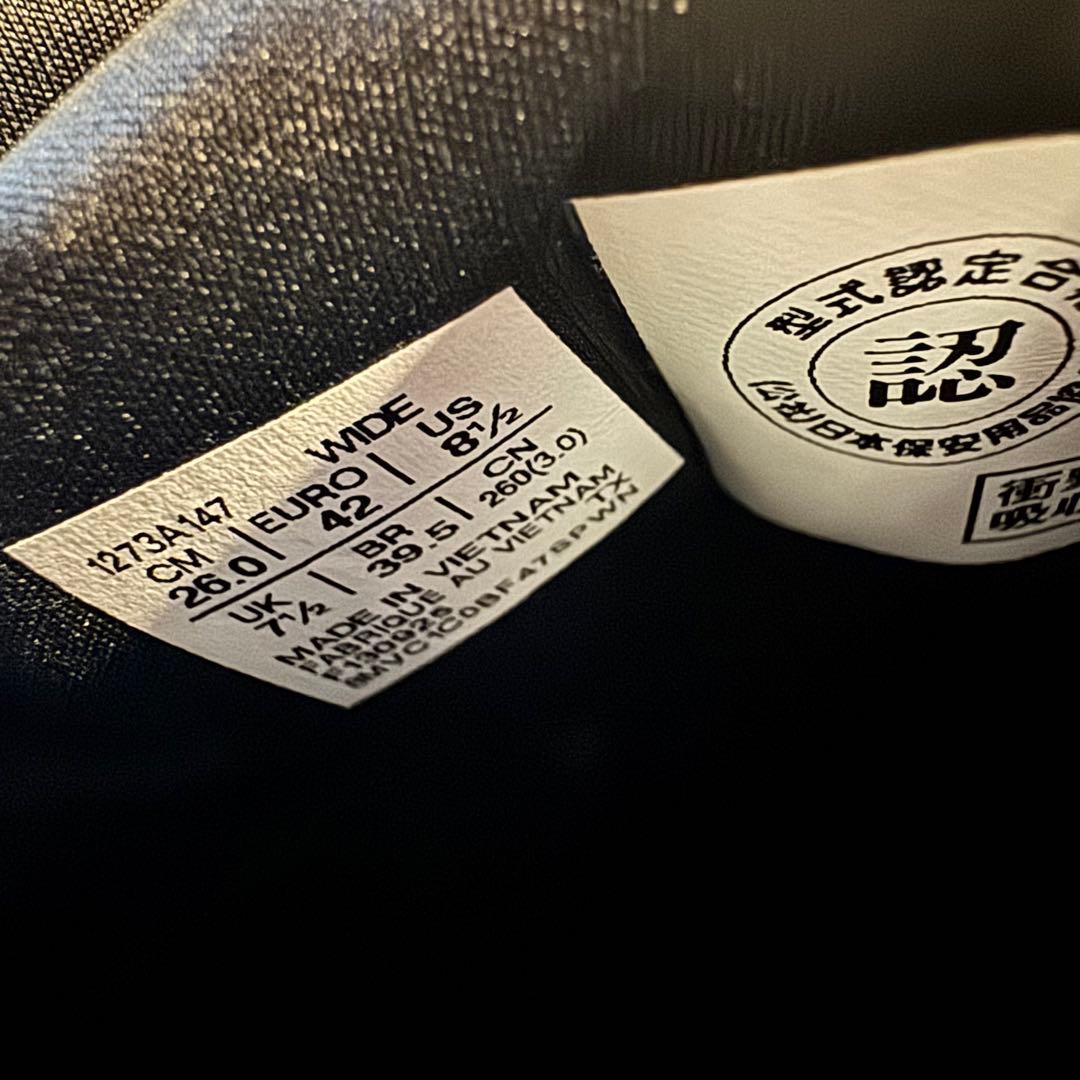 1273A147 WIDE
CM EURO US
26.0 42 8½
UK BR CN
7½ 39.5 260(3.0)
MADE IN VIETNAM
FABRIQUE AU VIETNAM
F130928 TX
型式認定合
認
(公社)日本保安用品
衝
吸収